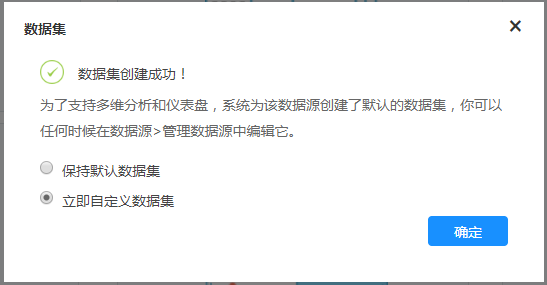 数据集
数据集创建成功！
为了支持多维分析和仪表盘，系统为该数据源创建了默认的数据集，你可以
任何时候在数据源>管理数据源中编辑它。
保持默认数据集
立即自定义数据集
确定